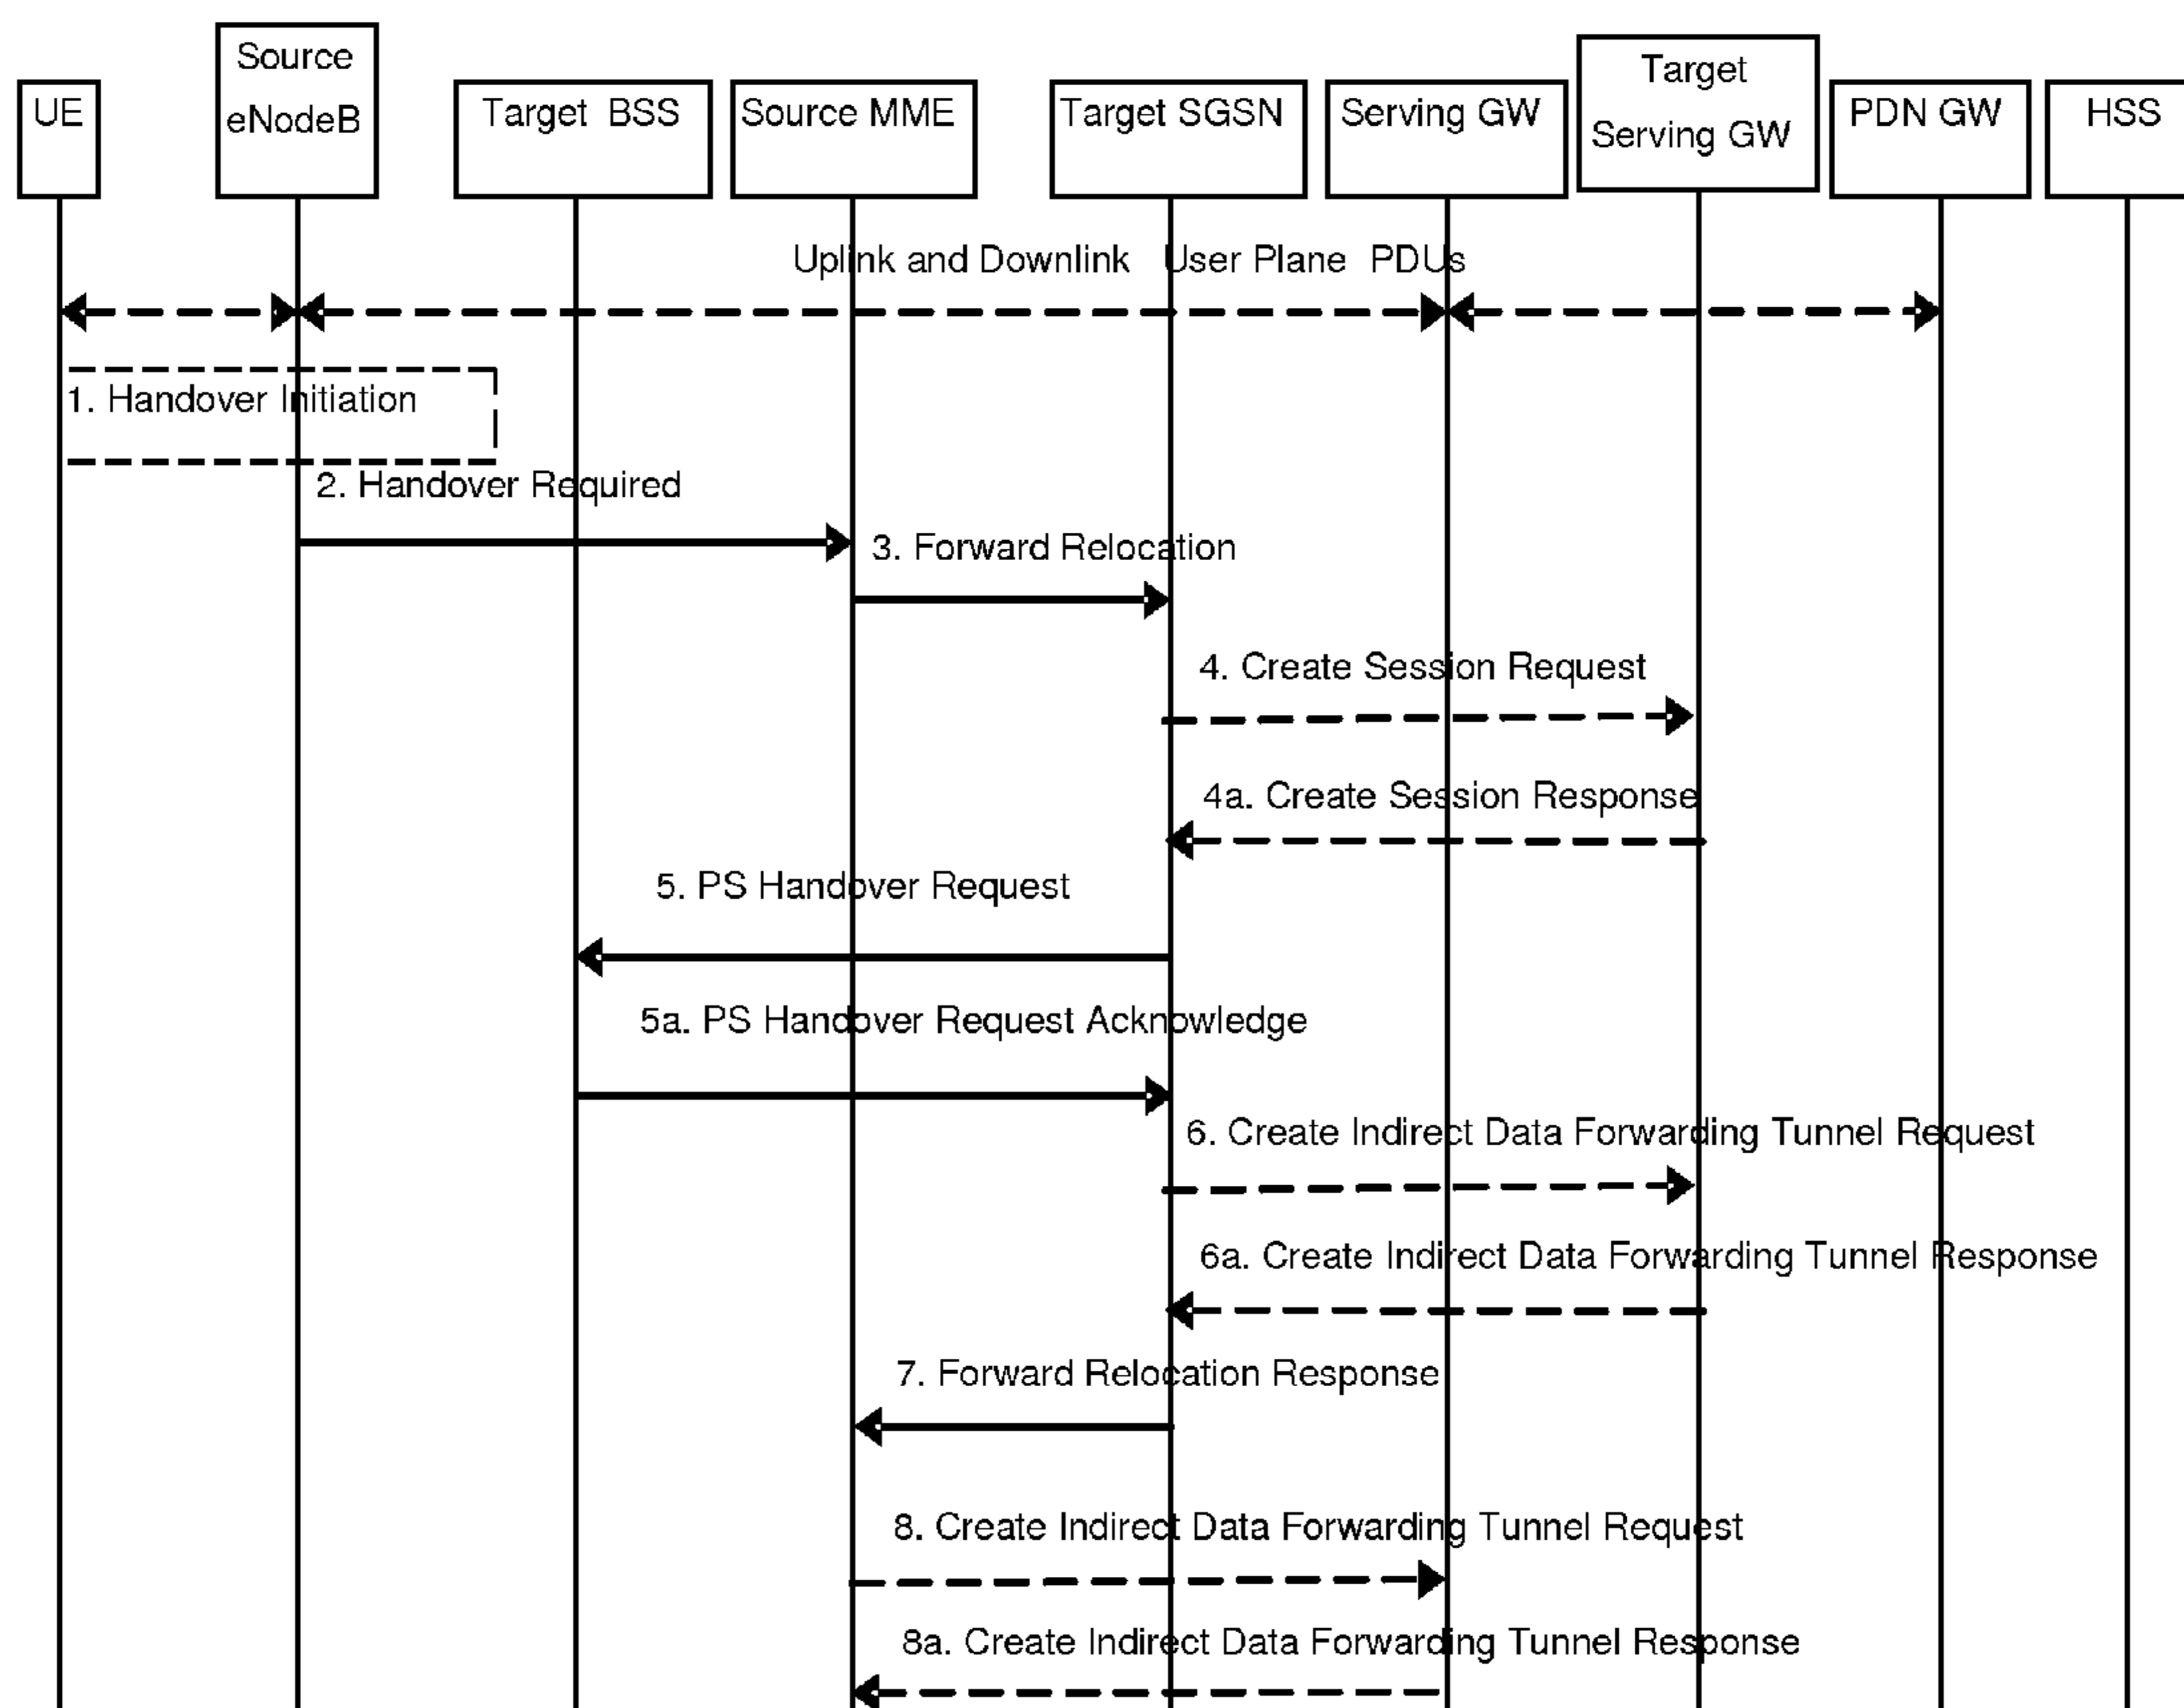 UE
Source
eNodeB
Target BSS
Source MME
Target SGSN
Serving GW
Target
Serving GW
PDN GW
HSS
Uplink and Downlink User Plane PDUs
1. Handover Initiation
2. Handover Required
3. Forward Relocation
4. Create Session Request
4a. Create Session Response
5. PS Handover Request
5a. PS Handover Request Acknowledge
6. Create Indirect Data Forwarding Tunnel Request
6a. Create Indirect Data Forwarding Tunnel Response
7. Forward Relocation Response
8. Create Indirect Data Forwarding Tunnel Request
8a. Create Indirect Data Forwarding Tunnel Response